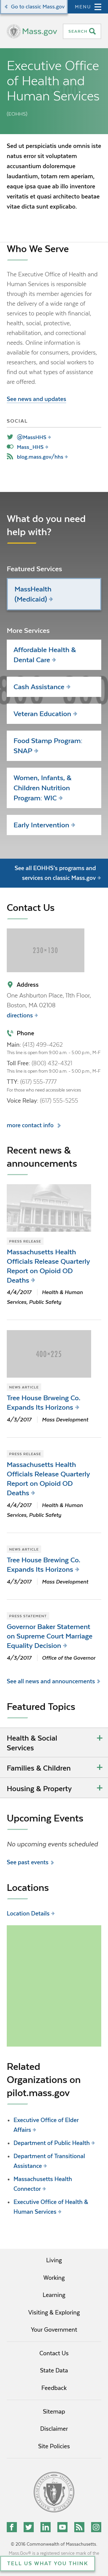 Go to classic Mass.gov
MENU
Mass.gov
SEARCH
Executive Office
of Health and
Human Services
(EOHHS)
Sed ut perspiciatis unde omnis iste
natus error sit voluptatem
accusantium doloremque
laudantium, totam rem aperiam,
eaque ipsa quae ab illo inventore
veritatis et quasi architecto beatae
vitae dicta sunt explicabo.
Who We Serve
The Executive Office of Health and
Human Services is responsible
through its member agencies for
the delivery of a wide spectrum of
services including providing
financial, health, social, protective,
rehabilitative, and institutional
services to those in need. Online
information is available for
consumers, providers, researchers,
and social workers to find what
type of assistance is offered.
See news and updates
SOCIAL
@MassHHS
Mass_HHS
blog.mass.gov/hhs
What do you need
help with?
Featured Services
MassHealth
(Medicaid)
More Services
Affordable Health &
Dental Care
Cash Assistance
Veteran Education
Food Stamp Program:
SNAP
Women, Infants, &
Children Nutrition
Program: WIC
Early Intervention
See all EOHHS's programs and
services on classic Mass.gov
Contact Us
230×130
Address
One Ashburton Place, 11th Floor,
Boston, MA 02108
directions
Phone
Main: (413) 499-4262
This line is open from 9:00 a.m. - 5:00 p.m., M-F
Toll Free: (800) 432-4321
This line is open from 9:00 a.m. - 5:00 p.m., M-F
TTY: (617) 555-7777
For those who need accessible services
Voice Relay: (617) 555-5255
more contact info
Recent news &
announcements
PRESS RELEASE
Massachusetts Health
Officials Release Quarterly
Report on Opioid OD
Deaths
4/4/2017 Health & Human
Services, Public Safety
400×225
NEWS ARTICLE
Tree House Brweing Co.
Expands Its Horizons
4/3/2017 Mass Development
PRESS RELEASE
Massachusetts Health
Officials Release Quarterly
Report on Opioid OD
Deaths
4/4/2017 Health & Human
Services, Public Safety
NEWS ARTICLE
Tree House Brewing Co.
Expands Its Horizons
4/3/2017 Mass Development
PRESS STATEMENT
Governor Baker Statement
on Supreme Court Marriage
Equality Decision
4/3/2017 Office of the Governor
See all news and announcements
Featured Topics
Health & Social
Services
Families & Children
Housing & Property
Upcoming Events
No upcoming events scheduled
See past events
Locations
Location Details
Related
Organizations on
pilot.mass.gov
Executive Office of Elder
Affairs
Department of Public Health
Department of Transitional
Assistance
Massachusetts Health
Connector
Executive Office of Health &
Human Services
Living
Working
Learning
Visiting & Exploring
Your Government
Contact Us
State Data
Feedback
Sitemap
Disclaimer
Site Policies
© 2016 Commonwealth of Massachusetts.
Mass.Gov® is a registered service mark of the
TELL US WHAT YOU THINK